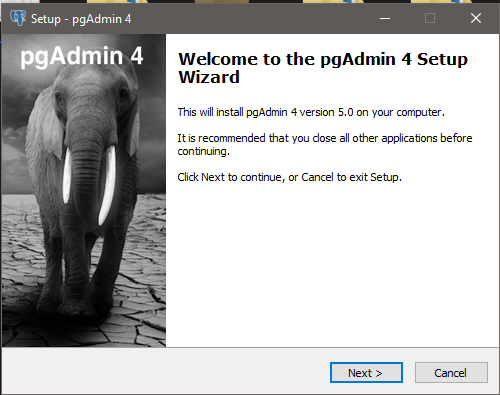 Setup - pgAdmin 4
pgAdmin 4
Welcome to the pgAdmin 4 Setup
Wizard
This will install pgAdmin 4 version 5.0 on your computer.
It is recommended that you close all other applications before
continuing.
Click Next to continue, or Cancel to exit Setup.
Next >
Cancel